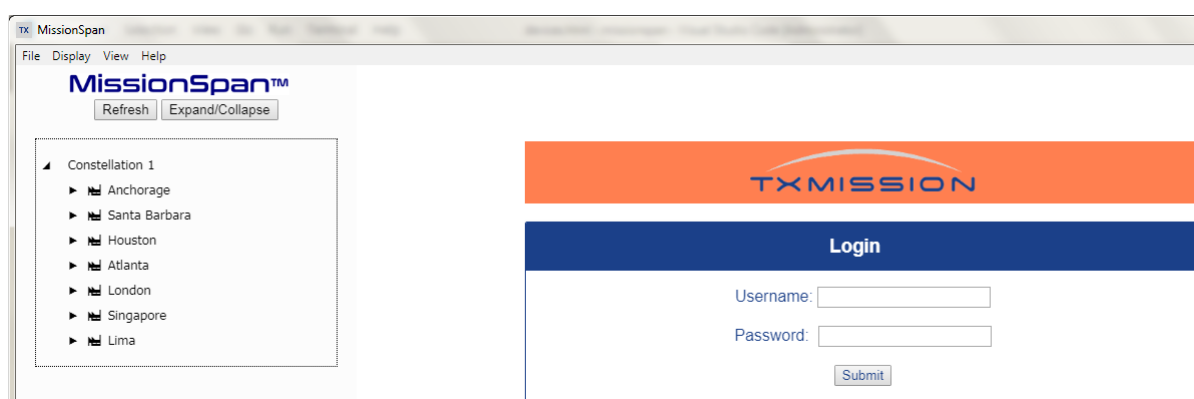 TX MissionSpan
File Display View Help
MissionSpan™
Refresh Expand/Collapse
Constellation 1
Anchorage
Santa Barbara
Houston
Atlanta
London
Singapore
Lima
TXMISSION
Login
Username:
Password:
Submit